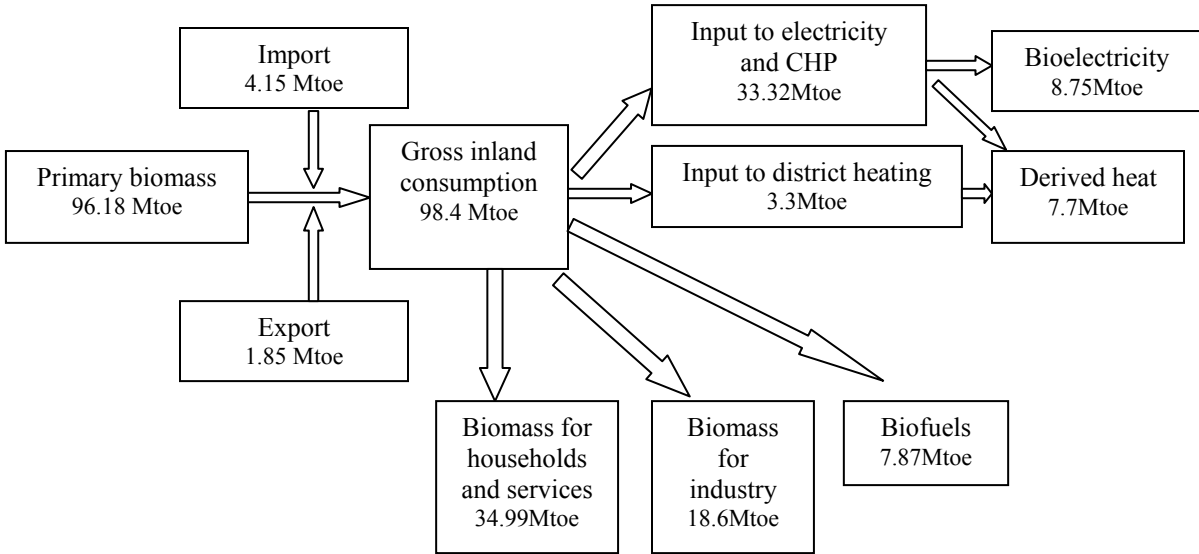 Import
4.15 Mtoe
Primary biomass
96.18 Mtoe
Export
1.85 Mtoe
Gross inland
consumption
98.4 Mtoe
Input to electricity
and CHP
33.32Mtoe
Bioelectricity
8.75Mtoe
Input to district heating
3.3Mtoe
Derived heat
7.7Mtoe
Biomass for
households
and services
34.99Mtoe
Biomass
for
industry
18.6Mtoe
Biofuels
7.87Mtoe